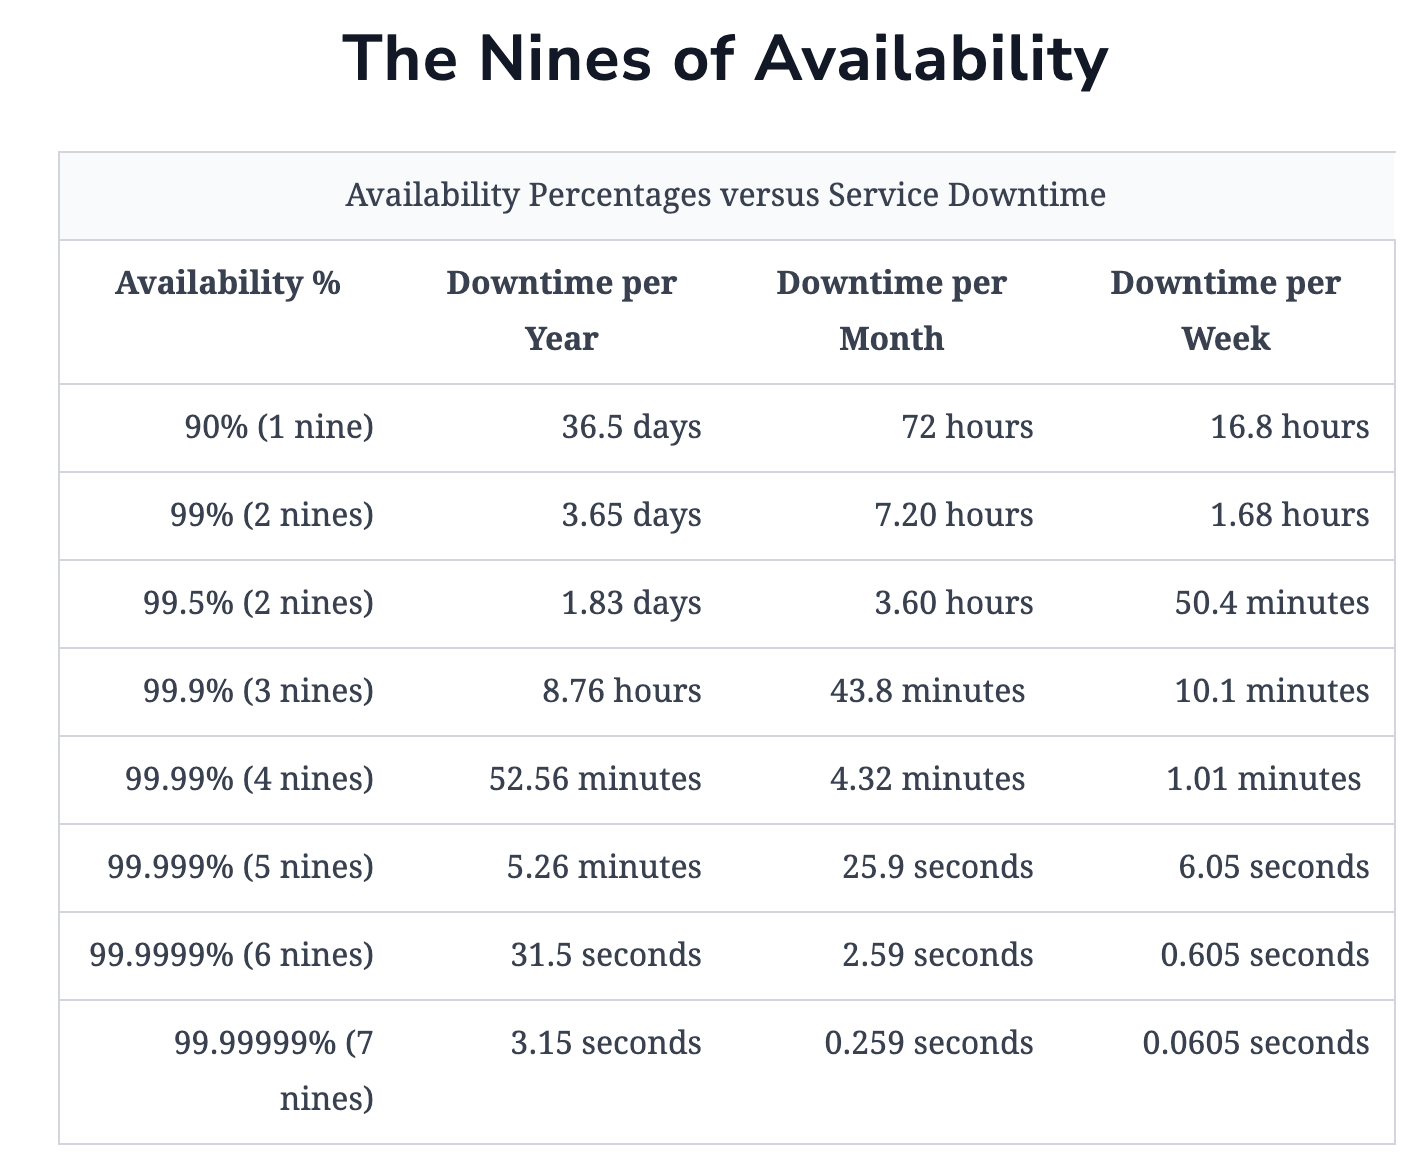 The Nines of Availability
Availability Percentages versus Service Downtime
Availability % Downtime per Year Downtime per Month Downtime per Week
90% (1 nine) 36.5 days 72 hours 16.8 hours
99% (2 nines) 3.65 days 7.20 hours 1.68 hours
99.5% (2 nines) 1.83 days 3.60 hours 50.4 minutes
99.9% (3 nines) 8.76 hours 43.8 minutes 10.1 minutes
99.99% (4 nines) 52.56 minutes 4.32 minutes 1.01 minutes
99.999% (5 nines) 5.26 minutes 25.9 seconds 6.05 seconds
99.9999% (6 nines) 31.5 seconds 2.59 seconds 0.605 seconds
99.99999% (7 nines) 3.15 seconds 0.259 seconds 0.0605 seconds